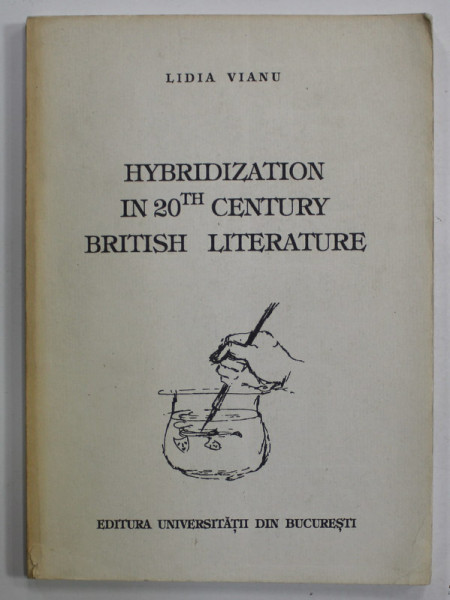 LIDIA VIANU
HYBRIDIZATION
IN 20TH CENTURY
BRITISH LITERATURE
EDITURA UNIVERSITĂȚII DIN BUCUREȘTI